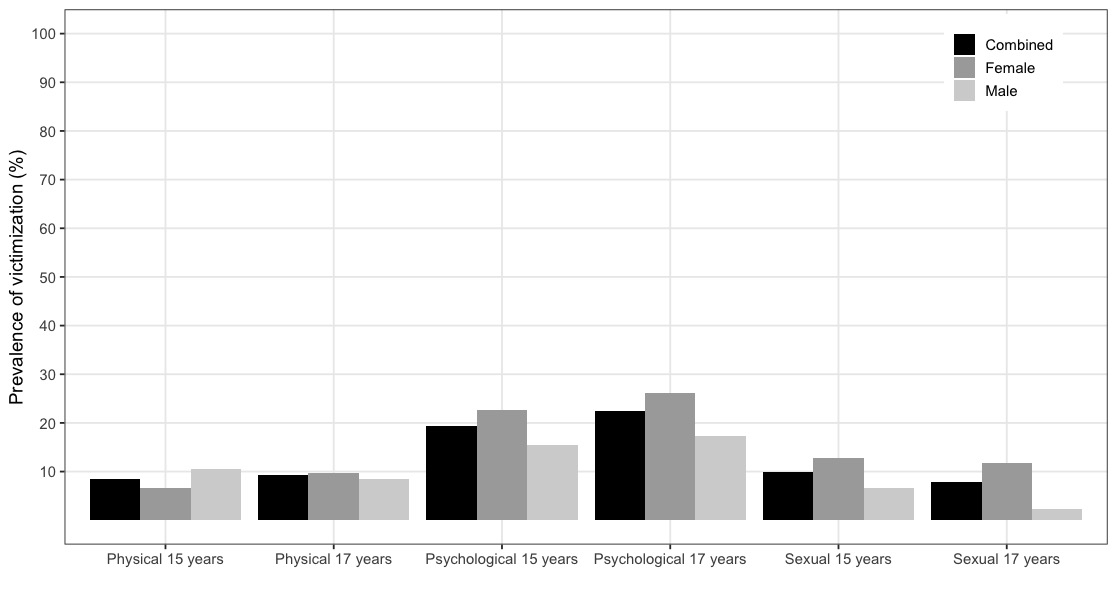 Prevalence of victimization (%)
100
90
80
70
60
50
40
30
20
10
Combined
Female
Male
Physical 15 years
Physical 17 years
Psychological 15 years
Psychological 17 years
Sexual 15 years
Sexual 17 years